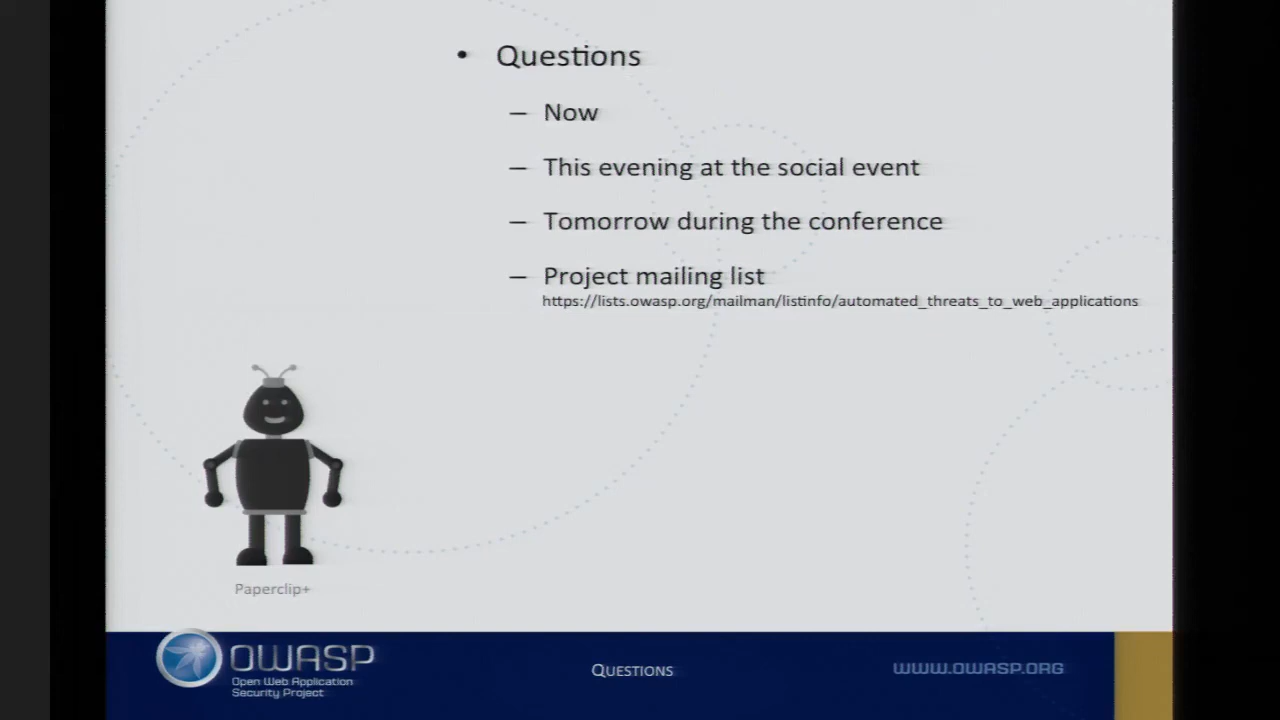 • Questions
– Now
– This evening at the social event
– Tomorrow during the conference
– Project mailing list
https://lists.owasp.org/mailman/listinfo/automated_threats_to_web_applications
Paperclip+
OWASP
Open Web Application
Security Project
QUESTIONS
WWW.OWASP.ORG